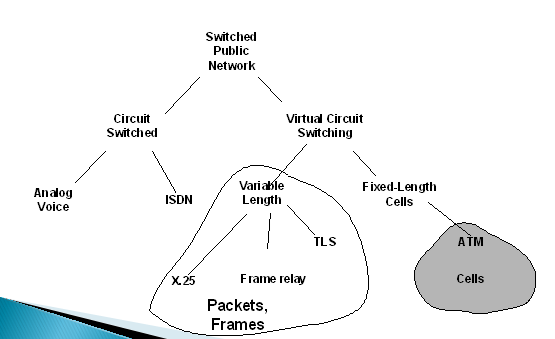 Switched
Public
Network
Circuit
Switched
Virtual Circuit
Switching
Analog
Voice
ISDN
Variable
Length
Fixed-Length
Cells
TLS
ATM
X.25
Frame relay
Cells
Packets,
Frames